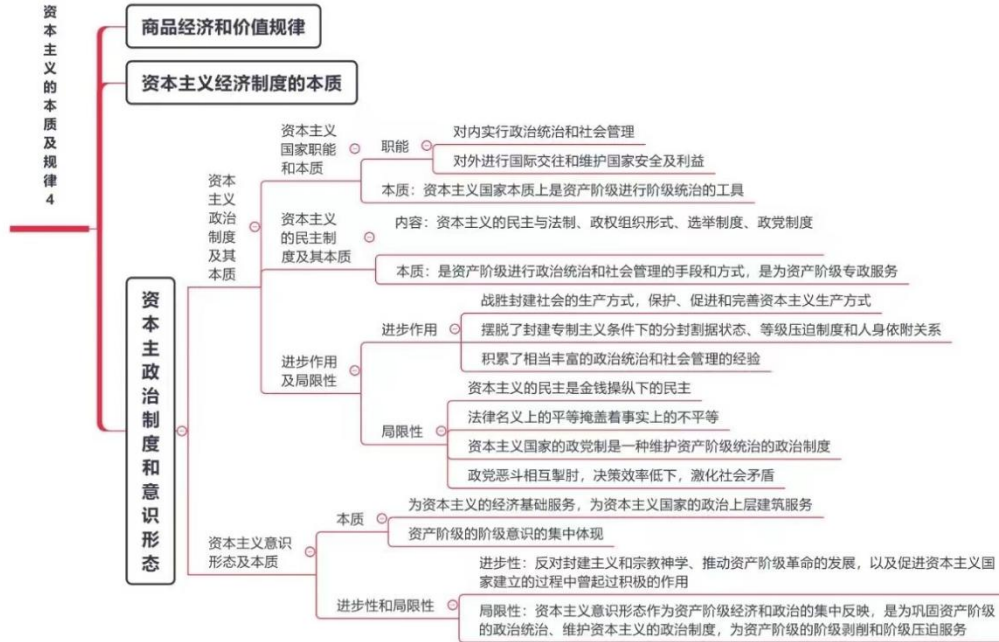 资本主义的本质及规律4
商品经济和价值规律
资本主义经济制度的本质
资本主政治制度和意识形态
资本
主义
政治
制度
及其
本质
资本主义
国家职能
和本质
职能
对内实行政治统治和社会管理
对外进行国际交往和维护国家安全及利益
本质：资本主义国家本质上是资产阶级进行阶级统治的工具
资本主义
的民主制
度及其本质
内容：资本主义的民主与法制、政权组织形式、选举制度、政党制度
本质：是资产阶级进行政治统治和社会管理的手段和方式，是为资产阶级专政服务
进步作用
及局限性
进步作用
战胜封建社会的生产方式，保护、促进和完善资本主义生产方式
摆脱了封建专制主义条件下的分封割据状态、等级压迫制度和人身依附关系
积累了相当丰富的政治统治和社会管理的经验
局限性
资本主义的民主是金钱操纵下的民主
法律名义上的平等掩盖着事实上的不平等
资本主义国家的政党制是一种维护资产阶级统治的政治制度
政党恶斗相互掣肘，决策效率低下，激化社会矛盾
资本主义意识
形态及本质
本质
为资本主义的经济基础服务，为资本主义国家的政治上层建筑服务
资产阶级的阶级意识的集中体现
进步性和局限性
进步性：反对封建主义和宗教神学、推动资产阶级革命的发展，以及促进资本主义国
家建立的过程中曾起过积极的作用
局限性：资本主义意识形态作为资产阶级经济和政治的集中反映，是为巩固资产阶级
的政治统治、维护资本主义的政治制度，为资产阶级的阶级剥削和阶级压迫服务